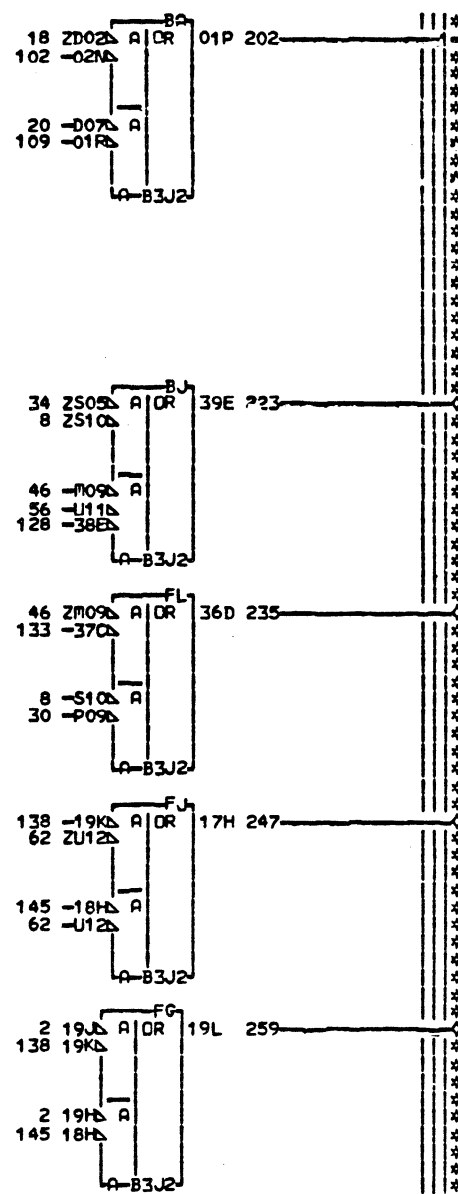 BA
18 ZD02 A OR 01P 202
102 -02N
20 -D07 A
109 -01R
A B3J2
BJ
34 ZS05 A OR 39E 223
8 ZS10
46 -M09 A
56 -U11
128 -38E
A B3J2
FL
46 ZM09 A OR 36D 235
133 -37C
8 -S10 A
30 -P09
A B3J2
FJ
138 -19K A OR 17H 247
62 ZU12
145 -18H A
62 -U12
A B3J2
FG
2 19J A OR 19L 259
138 19K
2 19H A
145 18H
A B3J2